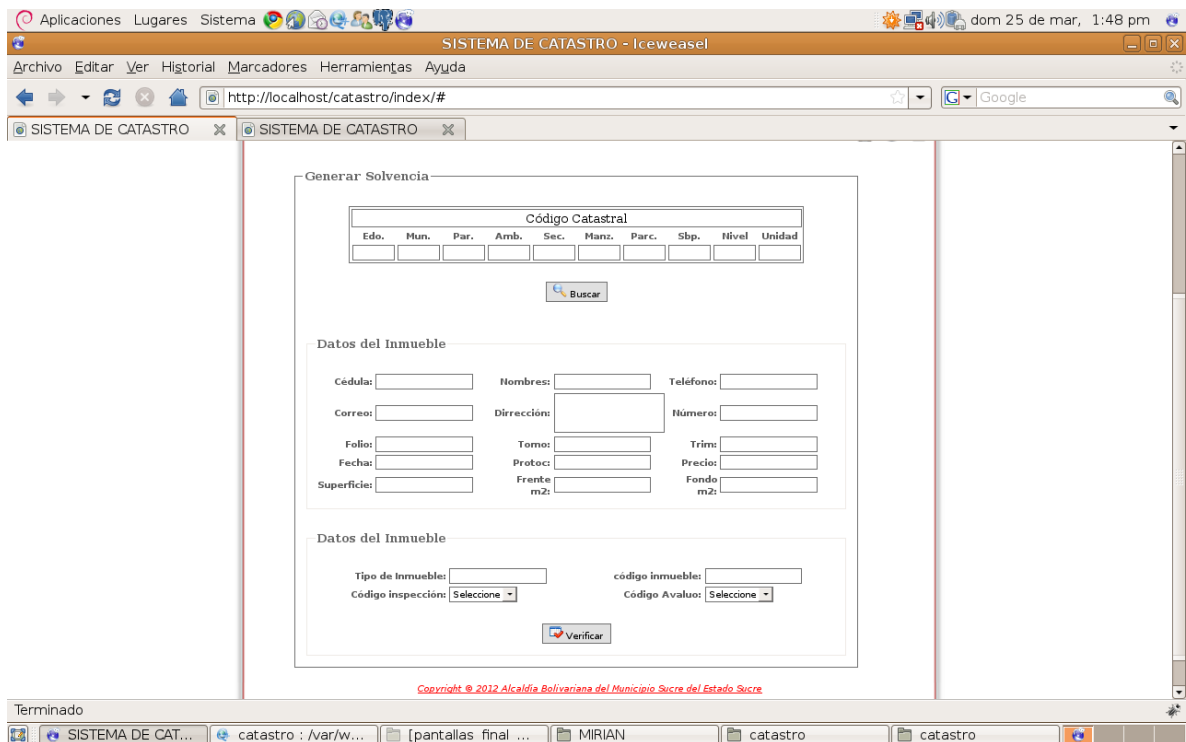 Aplicaciones Lugares Sistema dom 25 de mar, 1:48 pm
SISTEMA DE CATASTRO - Iceweasel
Archivo Editar Ver Historial Marcadores Herramientas Ayuda
http://localhost/catastro/index/# G Google
SISTEMA DE CATASTRO SISTEMA DE CATASTRO
Generar Solvencia
Código Catastral
Edo. Mun. Par. Amb. Sec. Manz. Parc. Sbp. Nivel Unidad
Buscar
Datos del Inmueble
Cédula: Nombres: Teléfono:
Correo: Dirrección: Número:
Folio: Tomo: Trim:
Fecha: Protoc: Precio:
Superficie: Frente m2: Fondo m2:
Datos del Inmueble
Tipo de Inmueble: código inmueble:
Código inspección: Seleccione Código Avaluo: Seleccione
Verificar
Copyright © 2012 Alcaldía Bolivariana del Municipio Sucre del Estado Sucre
Terminado
SISTEMA DE CAT... catastro : /var/w... [pantallas final ... MIRIAN catastro catastro